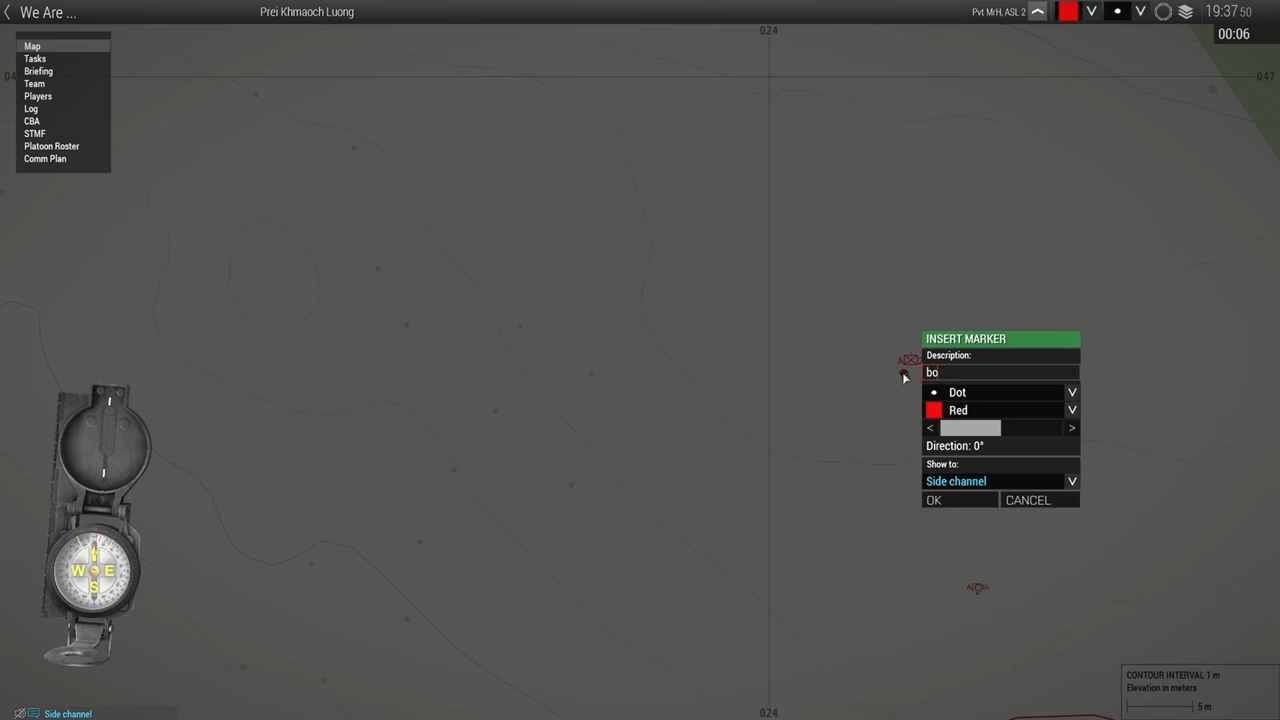 We Are ...
Prei Khmaoch Luong
Pvt MrH, ASL 2
19:37 50
00:06
024
047
04
Map
Tasks
Briefing
Team
Players
Log
CBA
STMF
Platoon Roster
Comm Plan
INSERT MARKER
Description:
bo
Dot
Red
< >
Direction: 0°
Show to:
Side channel
OK CANCEL
W E
S
CONTOUR INTERVAL 1 m
Elevation in meters
5 m
Side channel
024